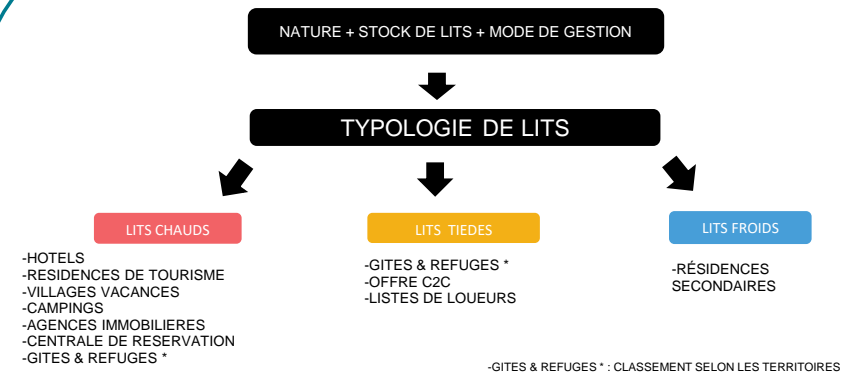 NATURE + STOCK DE LITS + MODE DE GESTION
TYPOLOGIE DE LITS
LITS CHAUDS
-HOTELS
-RESIDENCES DE TOURISME
-VILLAGES VACANCES
-CAMPINGS
-AGENCES IMMOBILIERES
-CENTRALE DE RESERVATION
-GITES & REFUGES *
LITS TIEDES
-GITES & REFUGES *
-OFFRE C2C
-LISTES DE LOUEURS
LITS FROIDS
-RÉSIDENCES
SECONDAIRES
-GITES & REFUGES * : CLASSEMENT SELON LES TERRITOIRES